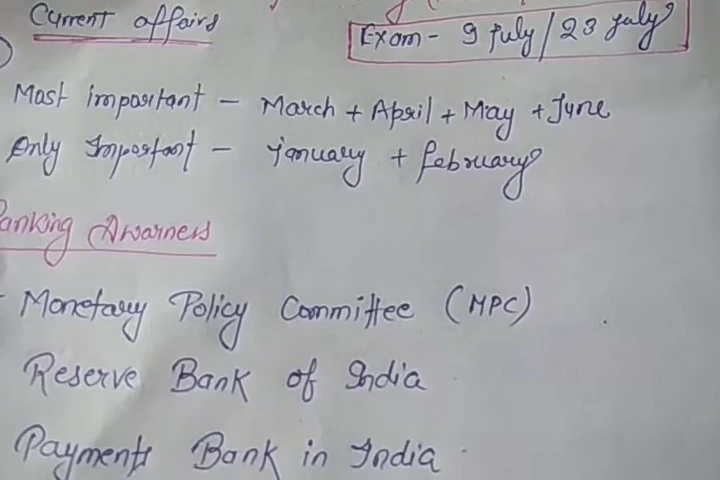 Current affairs
Exam - 9 July / 23 July
Most important - March + April + May + June
Only Important - January + february
Banking Awarness
Monetary Policy Committee (MPC)
Reserve Bank of India
Payments Bank in India